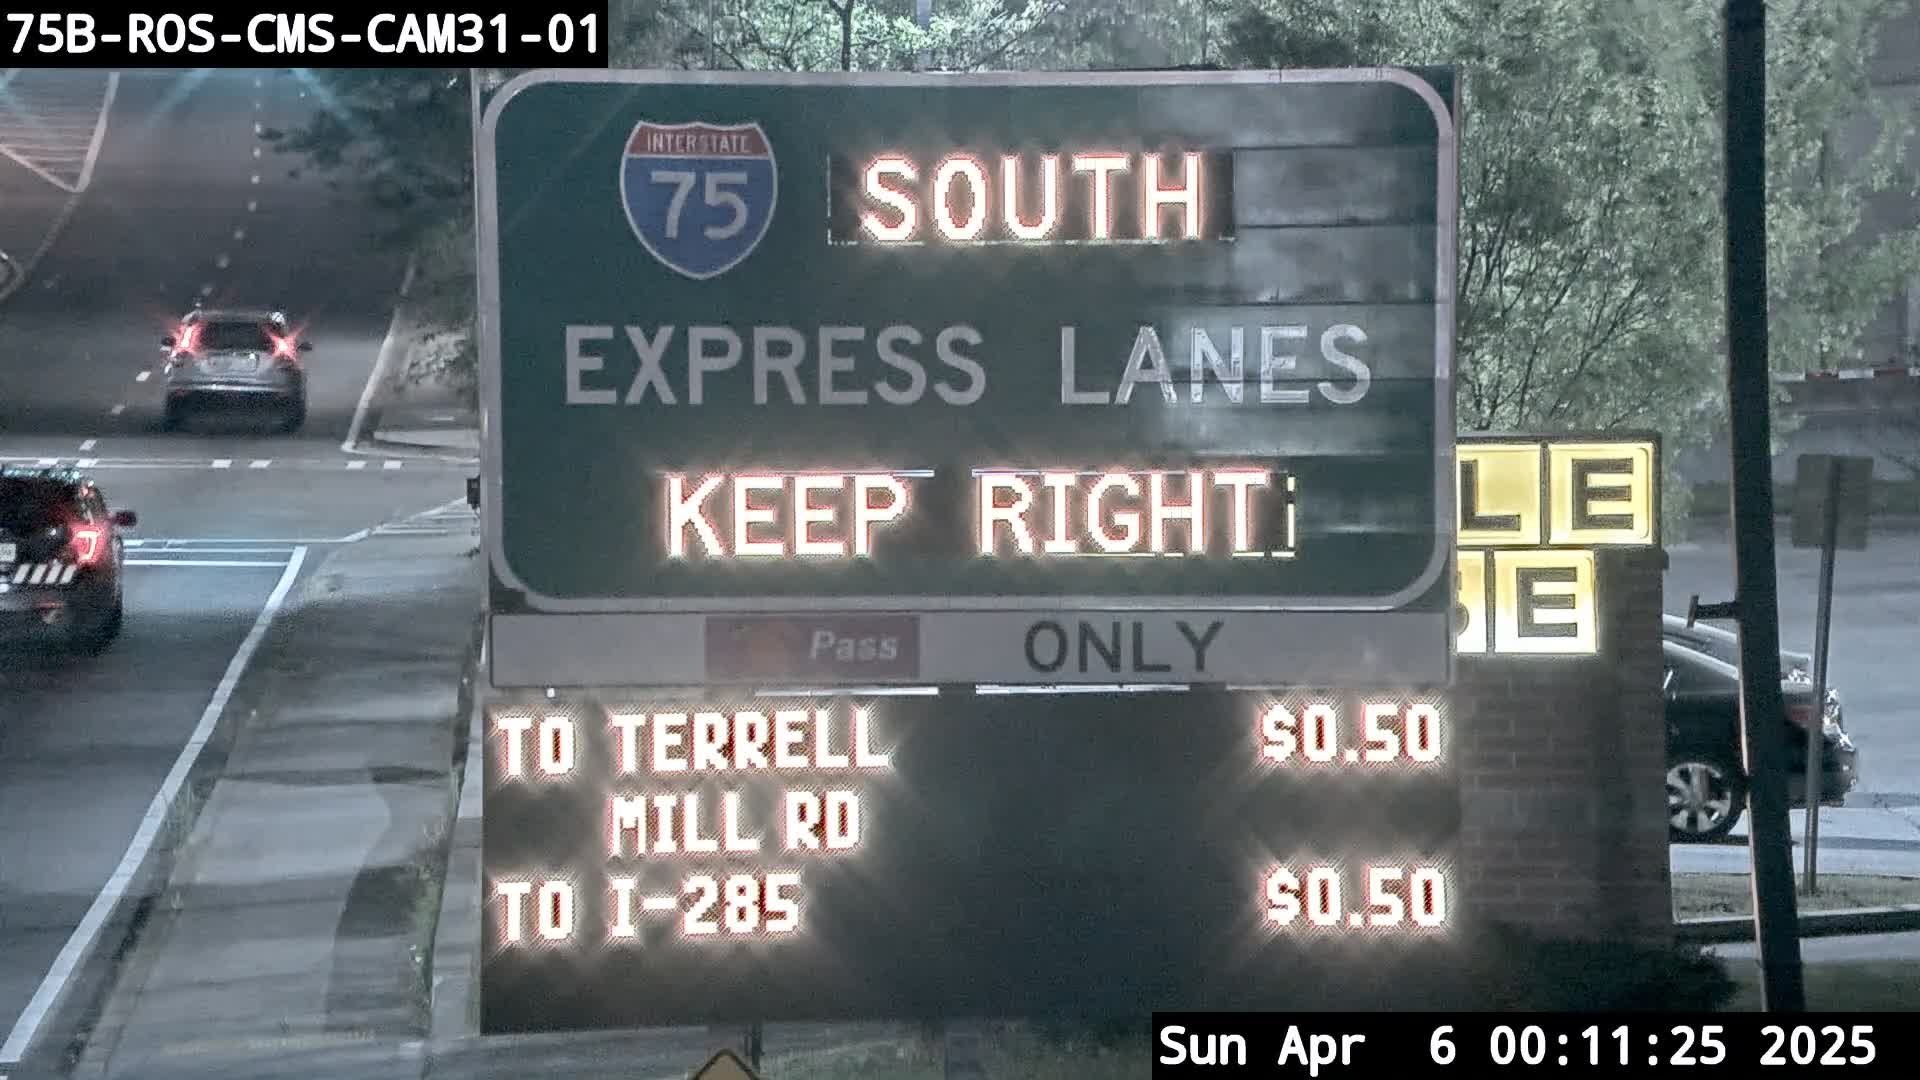 75B-ROS-CMS-CAM31-01
INTERSTATE
75
SOUTH
EXPRESS LANES
KEEP RIGHT
Pass ONLY
TO TERRELL $0.50
MILL RD
TO I-285 $0.50
LE
E
Sun Apr 6 00:11:25 2025